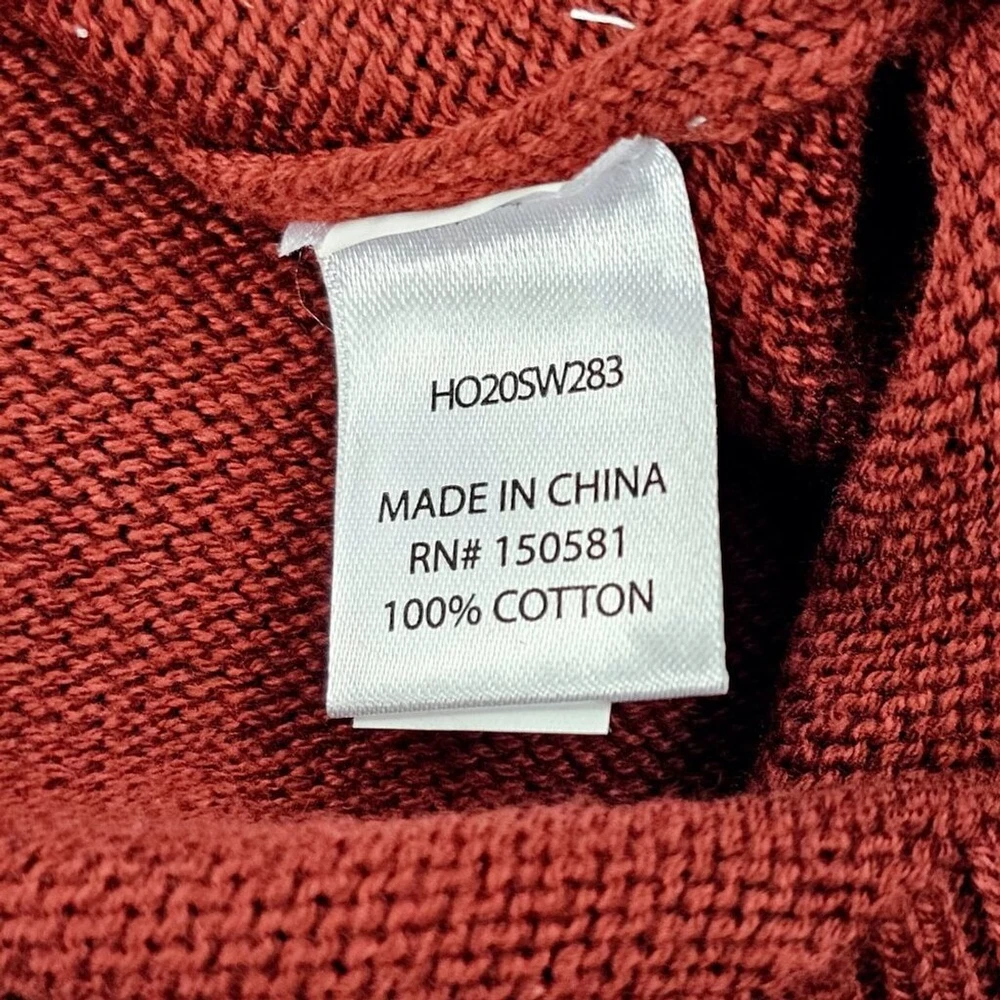 HO20SW283
MADE IN CHINA
RN# 150581
100% COTTON